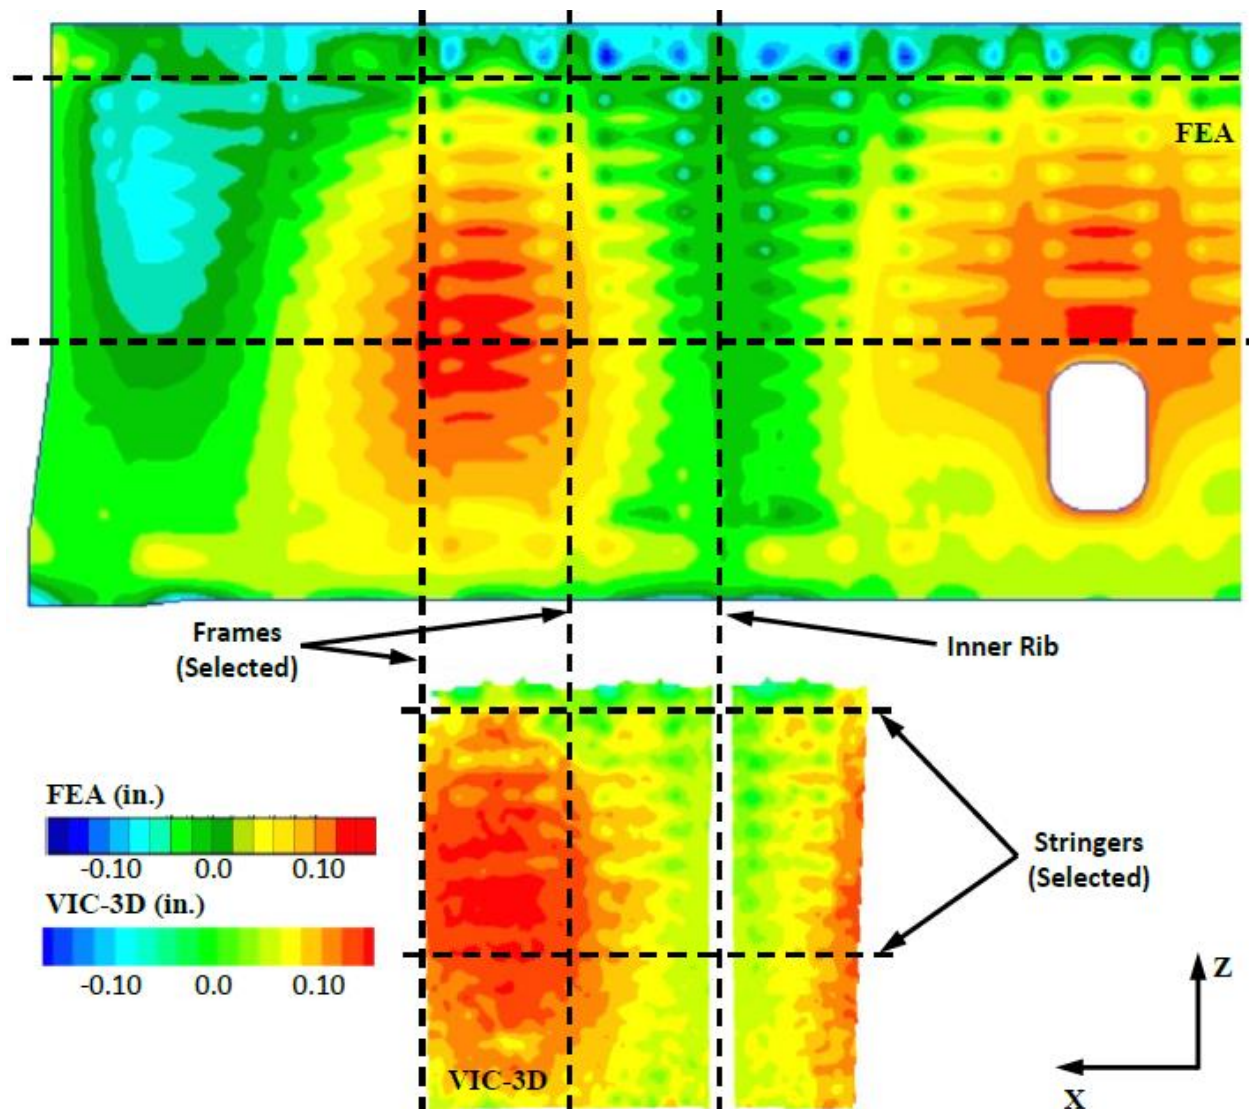 FEA
Frames
(Selected)
Inner Rib
FEA (in.)
-0.10 0.0 0.10
VIC-3D (in.)
-0.10 0.0 0.10
Stringers
(Selected)
VIC-3D
Z
X